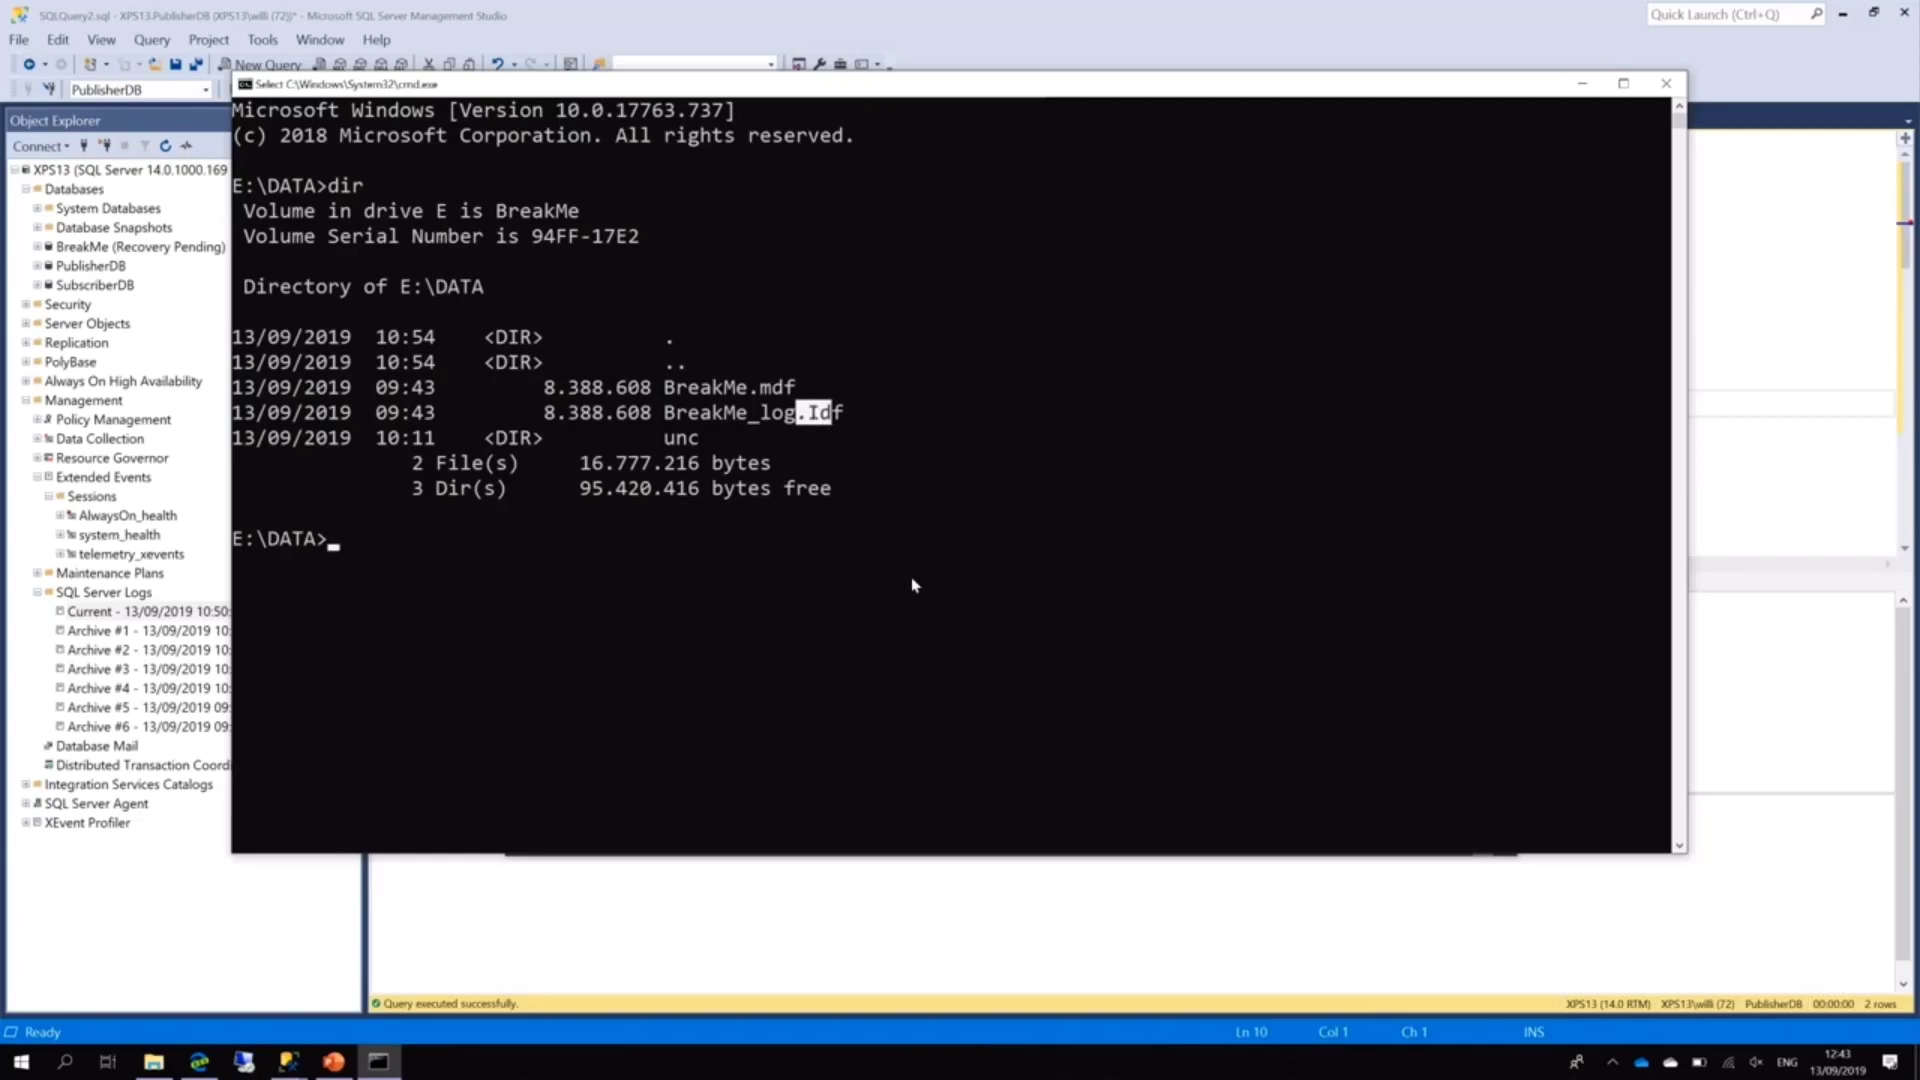 SQLQuery2.sql - XPS13.PublisherDB (XPS13\willi (72))* - Microsoft SQL Server Management Studio
Quick Launch (Ctrl+Q)
File Edit View Query Project Tools Window Help
New Query
PublisherDB
Select C:\Windows\System32\cmd.exe
Microsoft Windows [Version 10.0.17763.737]
(c) 2018 Microsoft Corporation. All rights reserved.
E:\DATA>dir
Volume in drive E is BreakMe
Volume Serial Number is 94FF-17E2
Directory of E:\DATA
13/09/2019 10:54 <DIR> .
13/09/2019 10:54 <DIR> ..
13/09/2019 09:43 8.388.608 BreakMe.mdf
13/09/2019 09:43 8.388.608 BreakMe_log.Idf
13/09/2019 10:11 <DIR> unc
2 File(s) 16.777.216 bytes
3 Dir(s) 95.420.416 bytes free
E:\DATA>
Object Explorer
Connect
XPS13 (SQL Server 14.0.1000.169
Databases
System Databases
Database Snapshots
BreakMe (Recovery Pending)
PublisherDB
SubscriberDB
Security
Server Objects
Replication
PolyBase
Always On High Availability
Management
Policy Management
Data Collection
Resource Governor
Extended Events
Sessions
AlwaysOn_health
system_health
telemetry_xevents
Maintenance Plans
SQL Server Logs
Current - 13/09/2019 10:50:
Archive #1 - 13/09/2019 10:
Archive #2 - 13/09/2019 10:
Archive #3 - 13/09/2019 10:
Archive #4 - 13/09/2019 10:
Archive #5 - 13/09/2019 09:
Archive #6 - 13/09/2019 09:
Database Mail
Distributed Transaction Coordi
Integration Services Catalogs
SQL Server Agent
XEvent Profiler
Query executed successfully.
XPS13 (14.0 RTM) XPS13\willi (72) PublisherDB 00:00:00 2 rows
Ready
Ln 10 Col 1 Ch 1 INS
ENG
12:43
13/09/2019